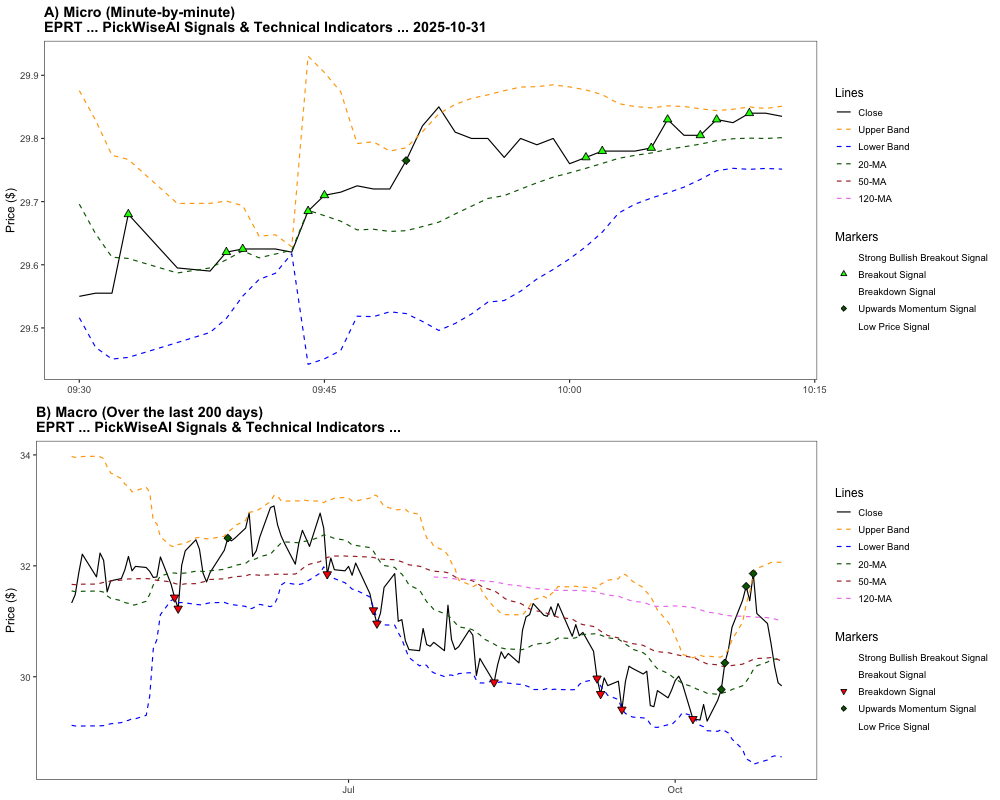 A) Micro (Minute-by-minute)
EPRT ... PickWiseAI Signals & Technical Indicators ... 2025-10-31
Price ($)
29.9
29.8
29.7
29.6
29.5
09:30
09:45
10:00
10:15
Lines
Close
Upper Band
Lower Band
20-MA
50-MA
120-MA
Markers
Strong Bullish Breakout Signal
Breakout Signal
Breakdown Signal
Upwards Momentum Signal
Low Price Signal
B) Macro (Over the last 200 days)
EPRT ... PickWiseAI Signals & Technical Indicators ...
Price ($)
34
33
32
31
30
Jul
Oct
Lines
Close
Upper Band
Lower Band
20-MA
50-MA
120-MA
Markers
Strong Bullish Breakout Signal
Breakout Signal
Breakdown Signal
Upwards Momentum Signal
Low Price Signal